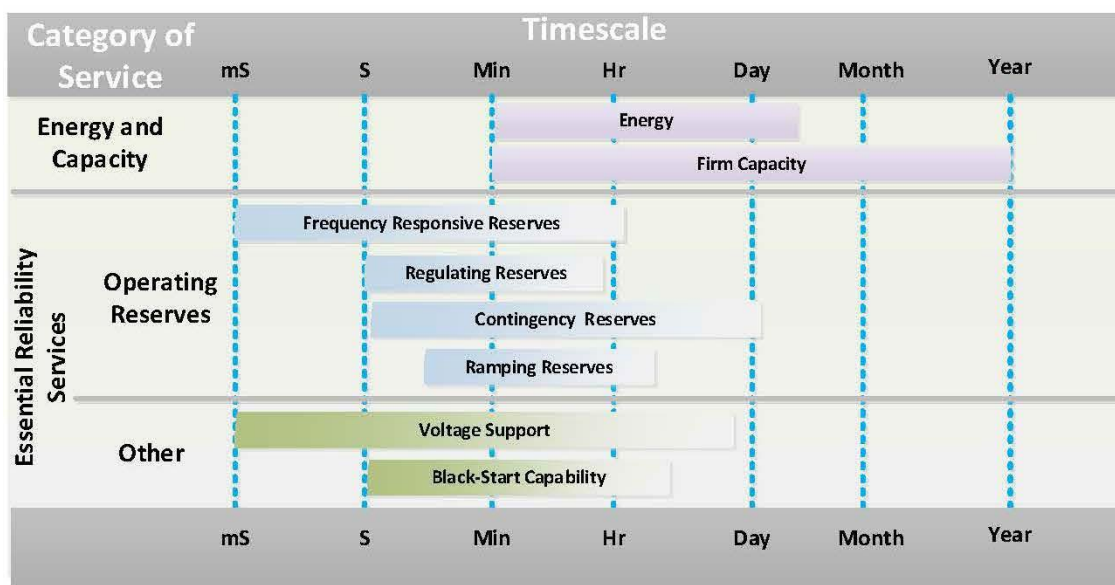 Category of
Service
Timescale
mS S Min Hr Day Month Year
Energy and
Capacity
Energy
Firm Capacity
Essential Reliability
Services
Operating
Reserves
Frequency Responsive Reserves
Regulating Reserves
Contingency Reserves
Ramping Reserves
Other
Voltage Support
Black-Start Capability
mS S Min Hr Day Month Year